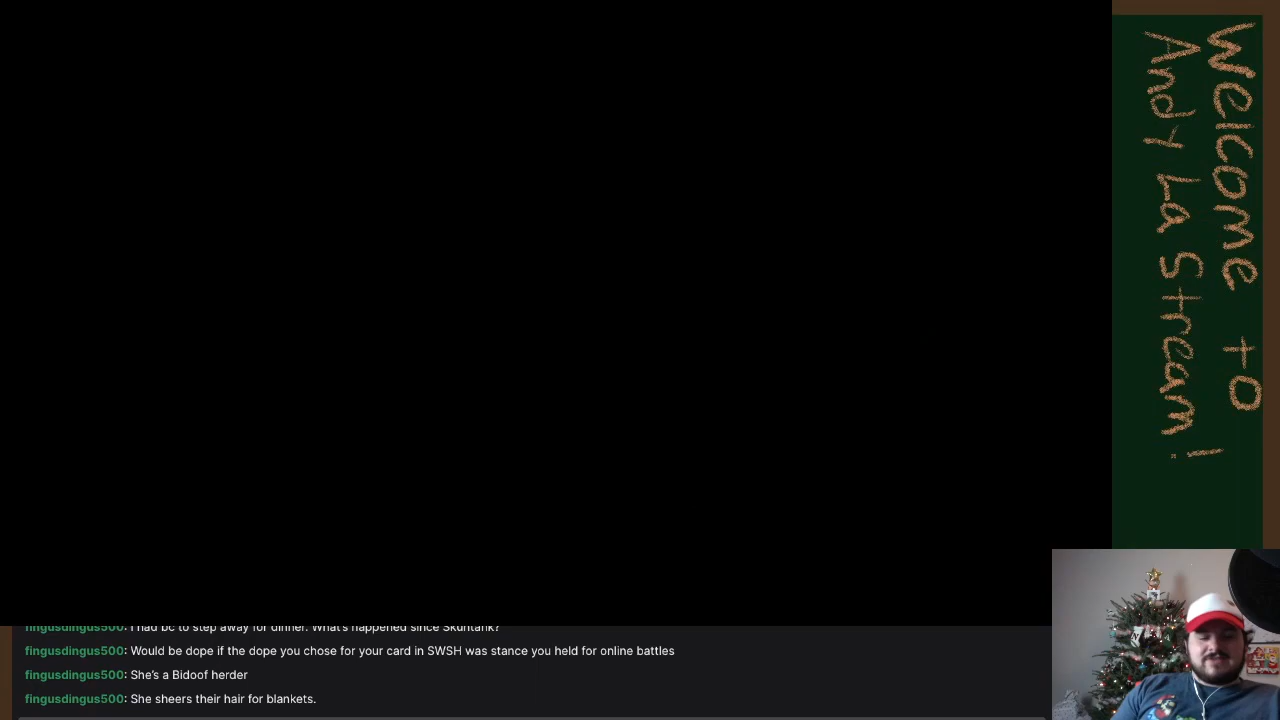 Welcome to
Andy La Stream!
fingusdingus500: I had bc to step away for dinner. What's happened since Skuntank?
fingusdingus500: Would be dope if the dope you chose for your card in SWSH was stance you held for online battles
fingusdingus500: She's a Bidoof herder
fingusdingus500: She sheers their hair for blankets.